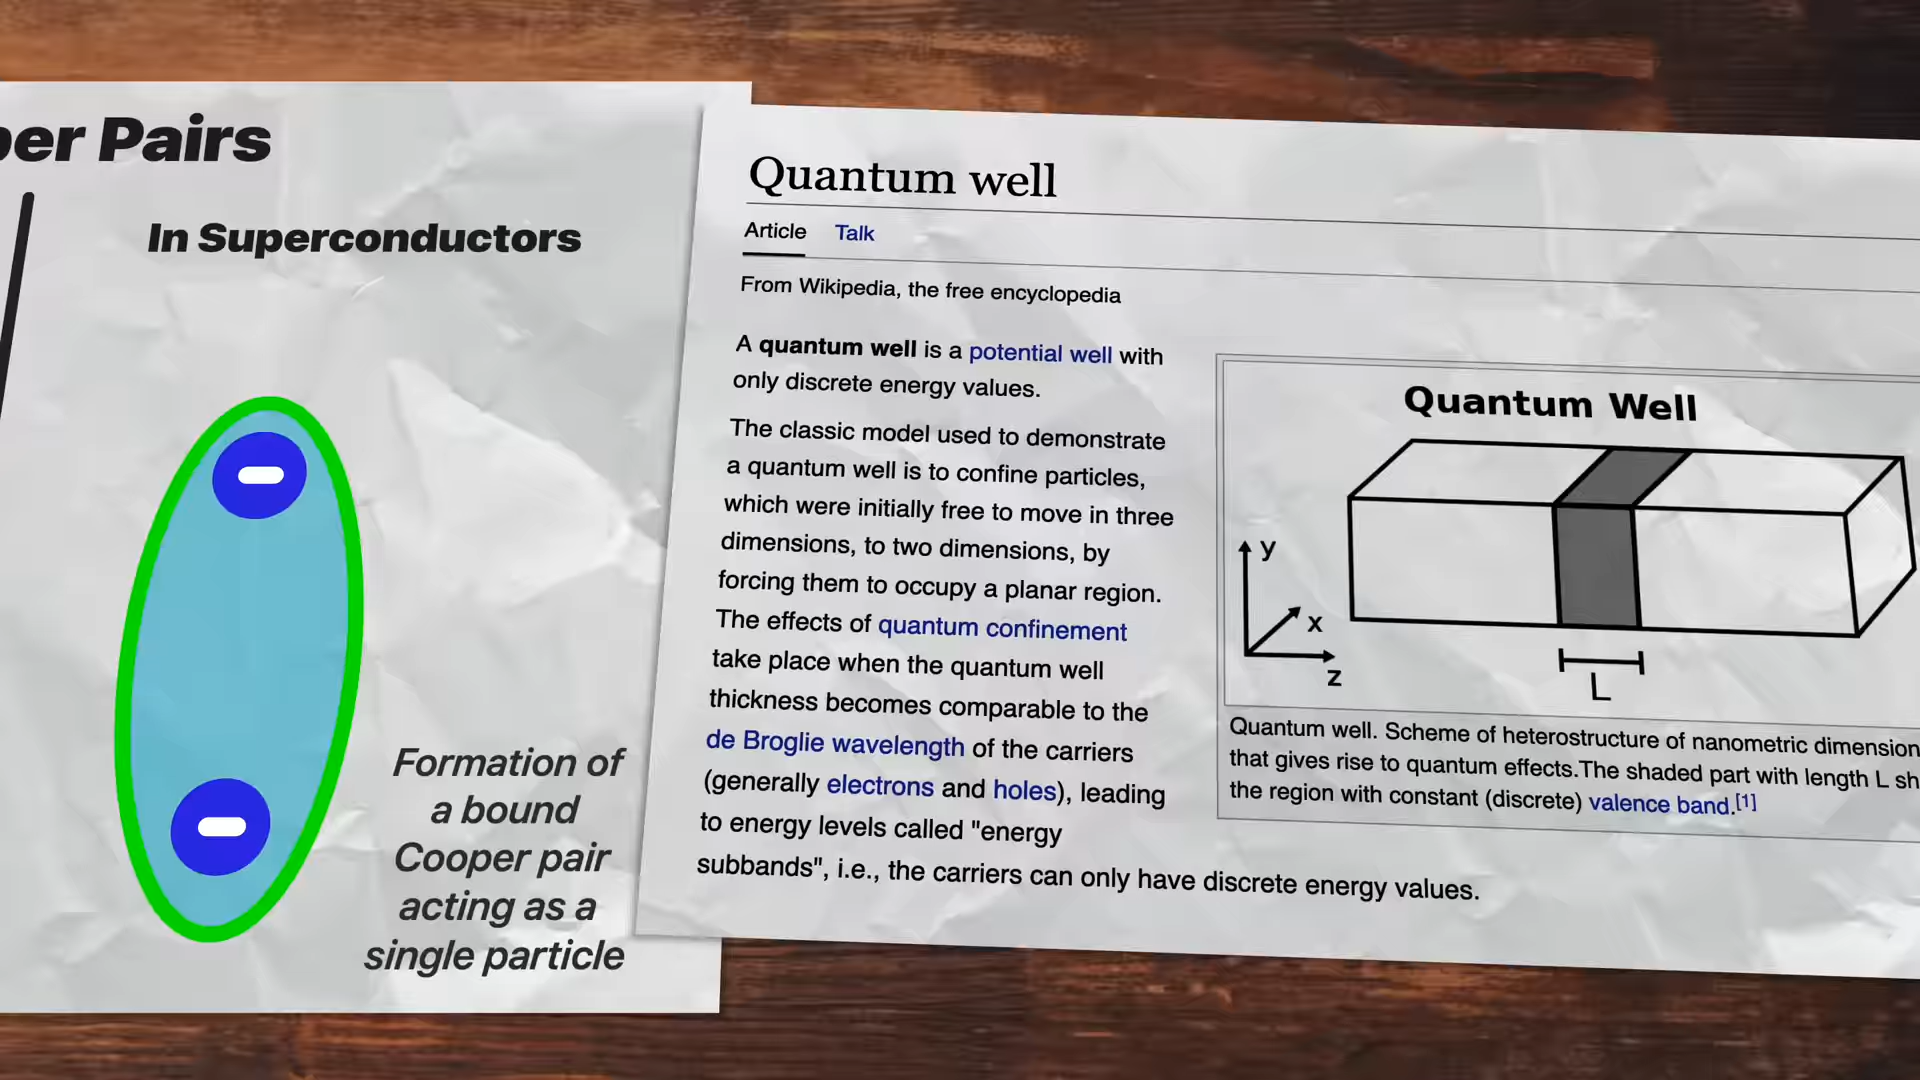 per Pairs
In Superconductors
Formation of
a bound
Cooper pair
acting as a
single particle
Quantum well
Article Talk
From Wikipedia, the free encyclopedia
A quantum well is a potential well with
only discrete energy values.
The classic model used to demonstrate
a quantum well is to confine particles,
which were initially free to move in three
dimensions, to two dimensions, by
forcing them to occupy a planar region.
The effects of quantum confinement
take place when the quantum well
thickness becomes comparable to the
de Broglie wavelength of the carriers
(generally electrons and holes), leading
to energy levels called "energy
subbands", i.e., the carriers can only have discrete energy values.
Quantum Well
y
x
z
L
Quantum well. Scheme of heterostructure of nanometric dimension
that gives rise to quantum effects.The shaded part with length L sh
the region with constant (discrete) valence band.[1]